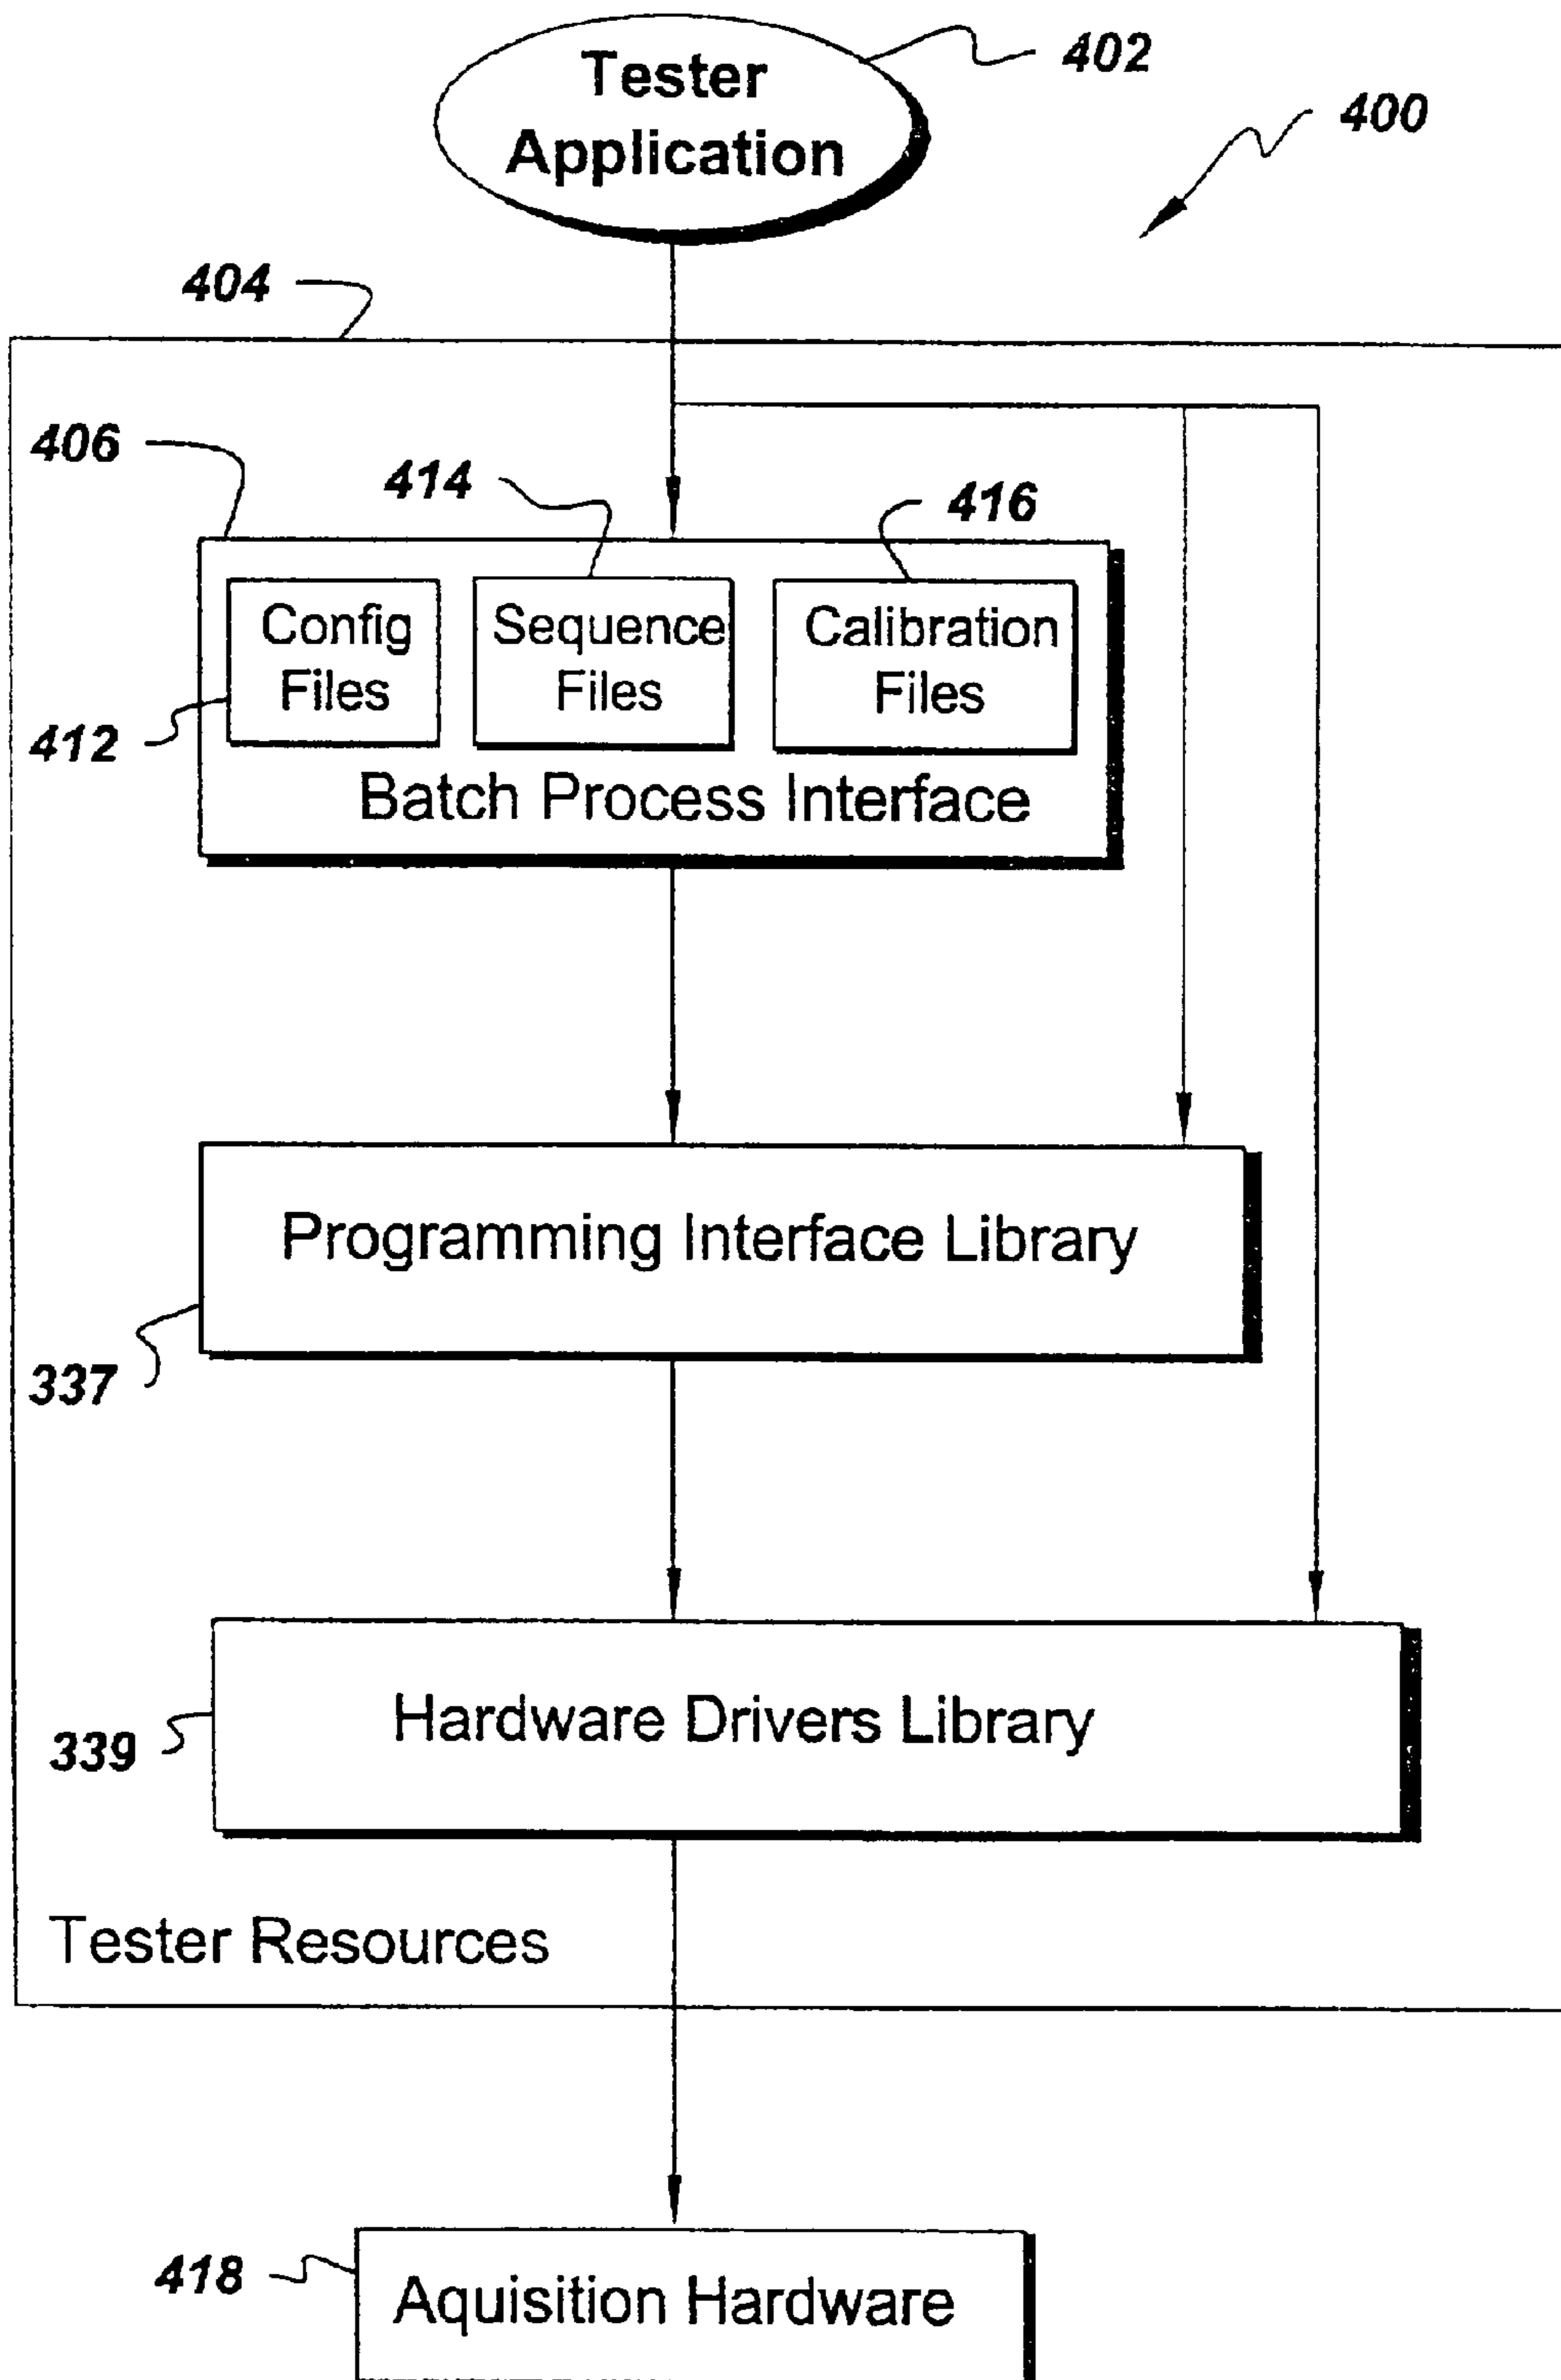 Tester
Application
402
400
404
406
414
416
Config
Files
Sequence
Files
Calibration
Files
412
Batch Process Interface
Programming Interface Library
337
Hardware Drivers Library
339
Tester Resources
418
Aquisition Hardware